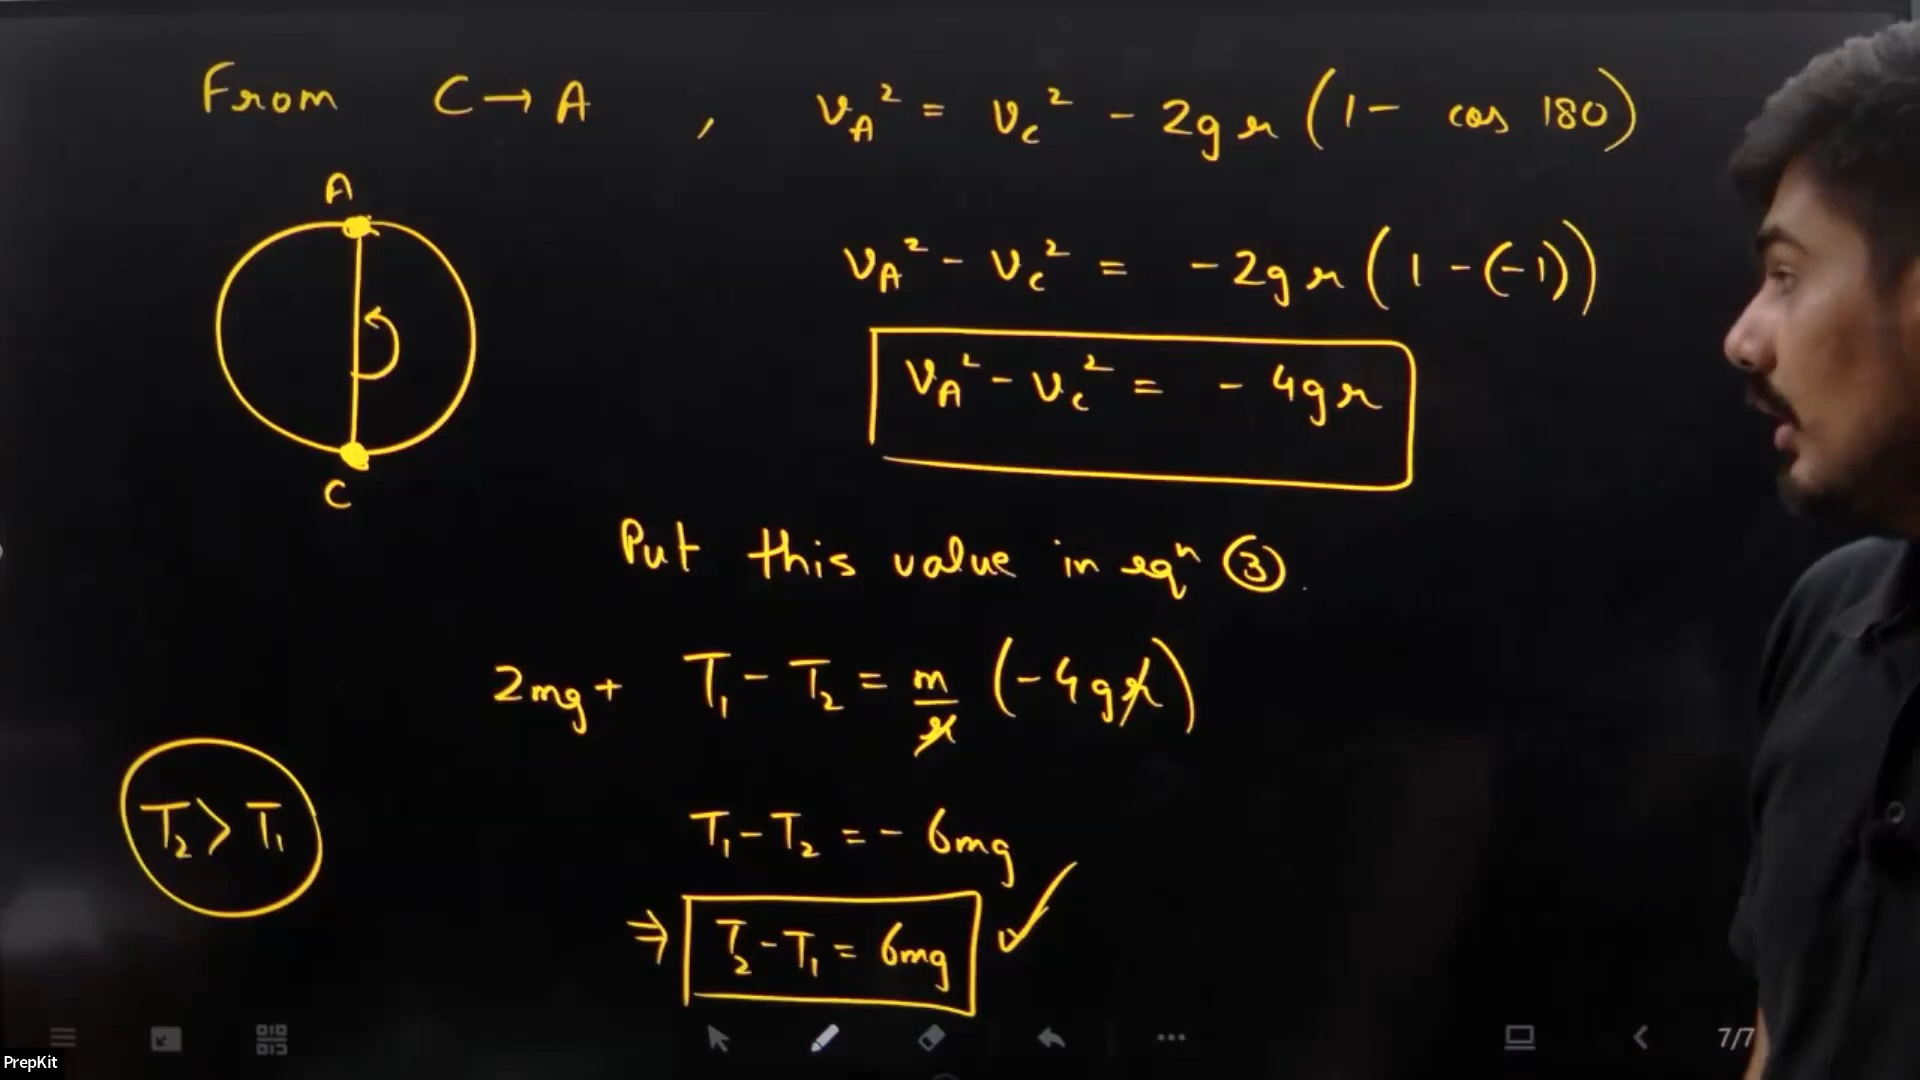 From C → A , v_A² = v_c² - 2gr (1 - cos 180)
A
v_A² - v_c² = -2gr (1 - (-1))
v_A² - v_c² = - 4gr
C
Put this value in eqⁿ ③.
2mg + T₁ - T₂ = m/r (-4gr)
T₂ > T₁
T₁ - T₂ = - 6mg
⇒ T₂ - T₁ = 6mg ✓
7/7
PrepKit